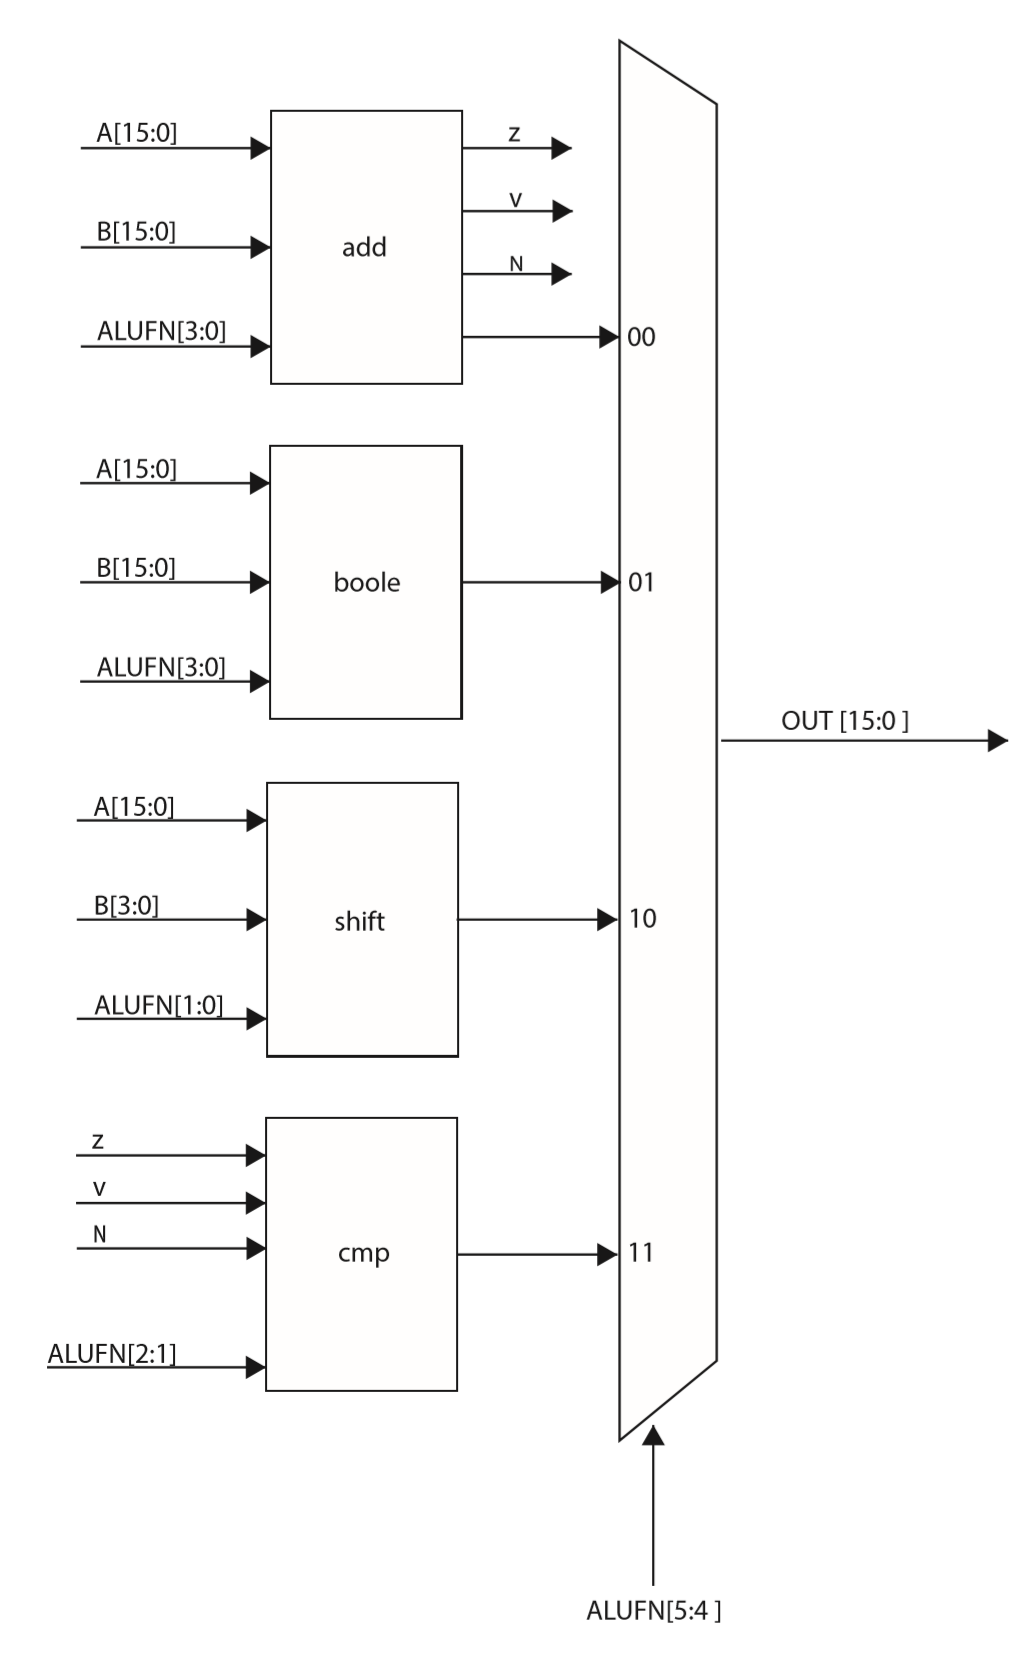 A[15:0]
B[15:0]
ALUFN[3:0]
add
z
v
N
00
A[15:0]
B[15:0]
ALUFN[3:0]
boole
01
OUT [15:0 ]
A[15:0]
B[3:0]
ALUFN[1:0]
shift
10
z
v
N
ALUFN[2:1]
cmp
11
ALUFN[5:4 ]